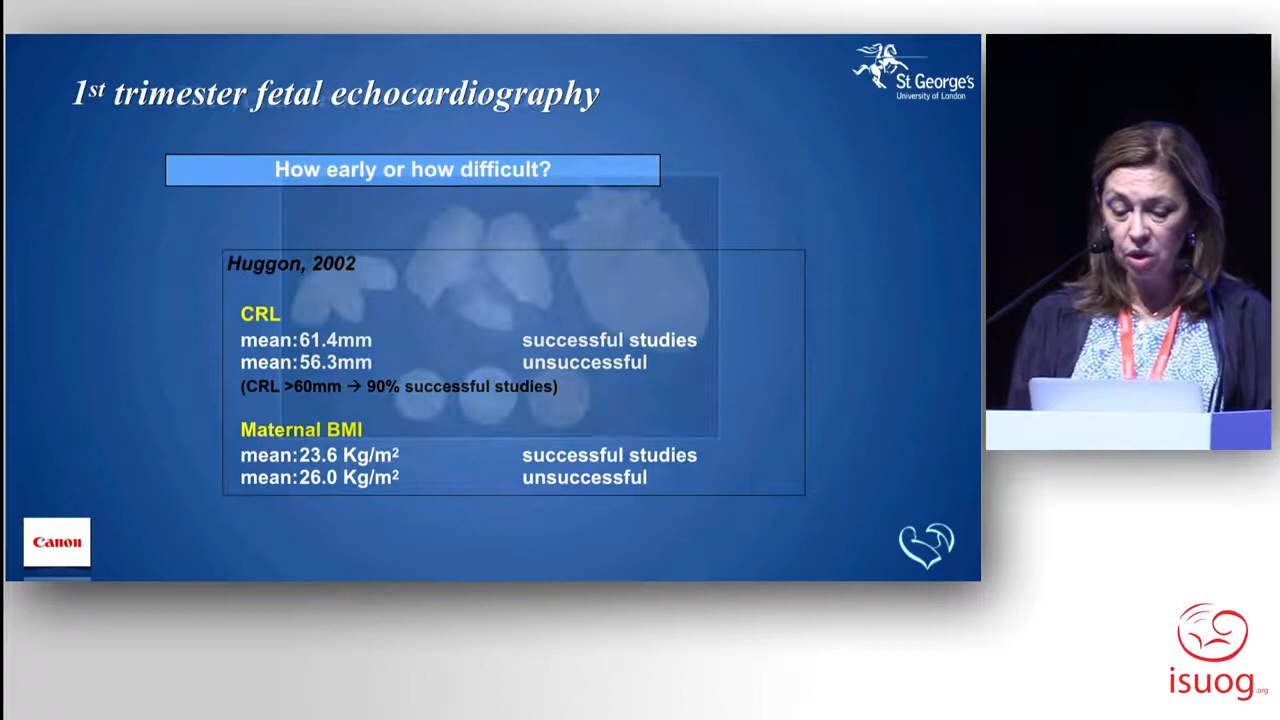 1st trimester fetal echocardiography
St George's
University of London
How early or how difficult?
Huggon, 2002
CRL
mean: 61.4mm successful studies
mean: 56.3mm unsuccessful
(CRL >60mm → 90% successful studies)
Maternal BMI
mean: 23.6 Kg/m² successful studies
mean: 26.0 Kg/m² unsuccessful
Canon
isuog.org